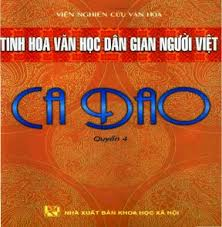 VIỆN NGHIÊN CỨU VĂN HÓA
TINH HOA VĂN HỌC DÂN GIAN NGƯỜI VIỆT
CA DAO
Quyển 4
NHÀ XUẤT BẢN KHOA HỌC XÃ HỘI